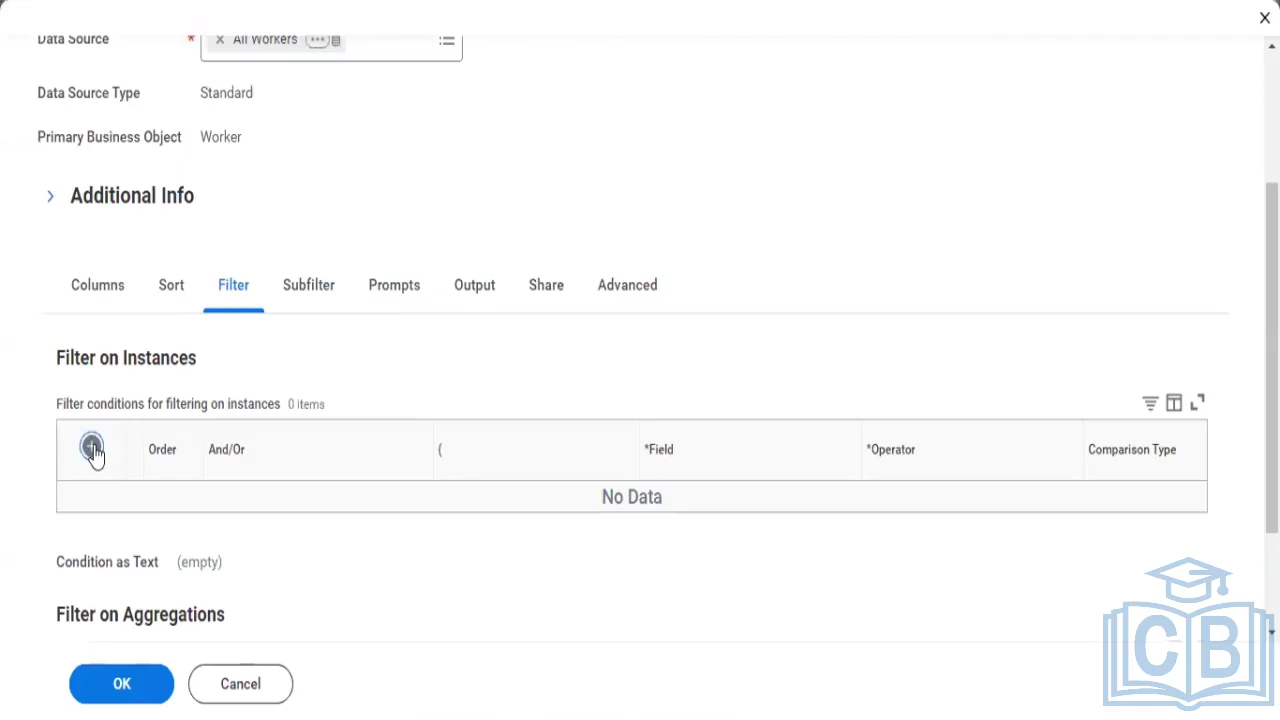 Data Source * × All Workers
Data Source Type Standard
Primary Business Object Worker
Additional Info
Columns Sort Filter Subfilter Prompts Output Share Advanced
Filter on Instances
Filter conditions for filtering on instances 0 items
Order And/Or ( *Field *Operator Comparison Type
No Data
Condition as Text (empty)
Filter on Aggregations
OK Cancel
CB